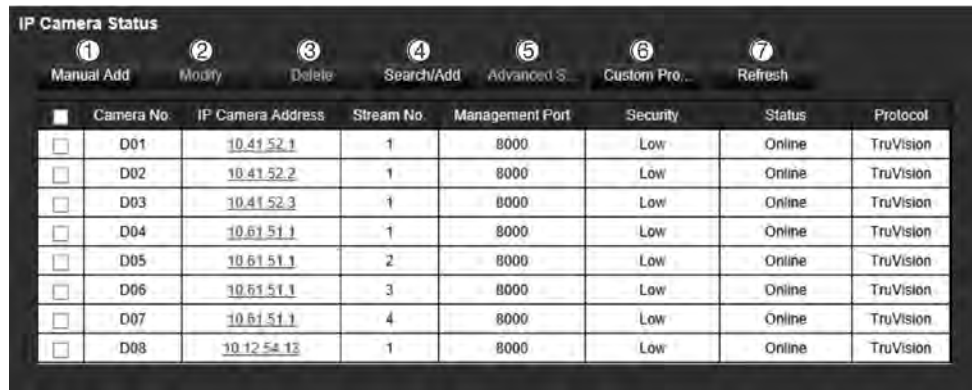 IP Camera Status
① ② ③ ④ ⑤ ⑥ ⑦
Manual Add Modify Delete Search/Add Advanced S... Custom Pro... Refresh
Camera No. IP Camera Address Stream No. Management Port Security Status Protocol
D01 10.41.52.1 1 8000 Low Online TruVision
D02 10.41.52.2 1 8000 Low Online TruVision
D03 10.41.52.3 1 8000 Low Online TruVision
D04 10.61.51.1 1 8000 Low Online TruVision
D05 10.61.51.1 2 8000 Low Online TruVision
D06 10.61.51.1 3 8000 Low Online TruVision
D07 10.61.51.1 4 8000 Low Online TruVision
D08 10.12.54.13 1 8000 Low Online TruVision